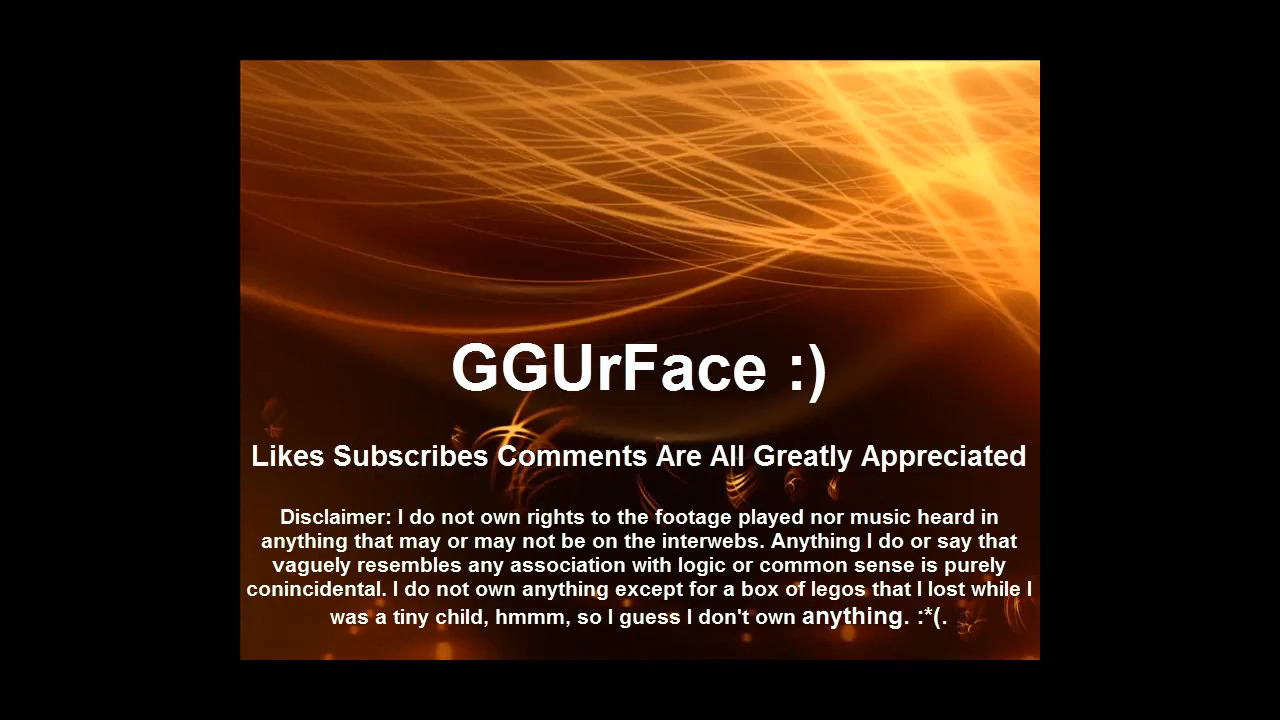 GGUrFace :)
Likes Subscribes Comments Are All Greatly Appreciated
Disclaimer: I do not own rights to the footage played nor music heard in
anything that may or may not be on the interwebs. Anything I do or say that
vaguely resembles any association with logic or common sense is purely
conincidental. I do not own anything except for a box of legos that I lost while I
was a tiny child, hmmm, so I guess I don't own anything. :*(.